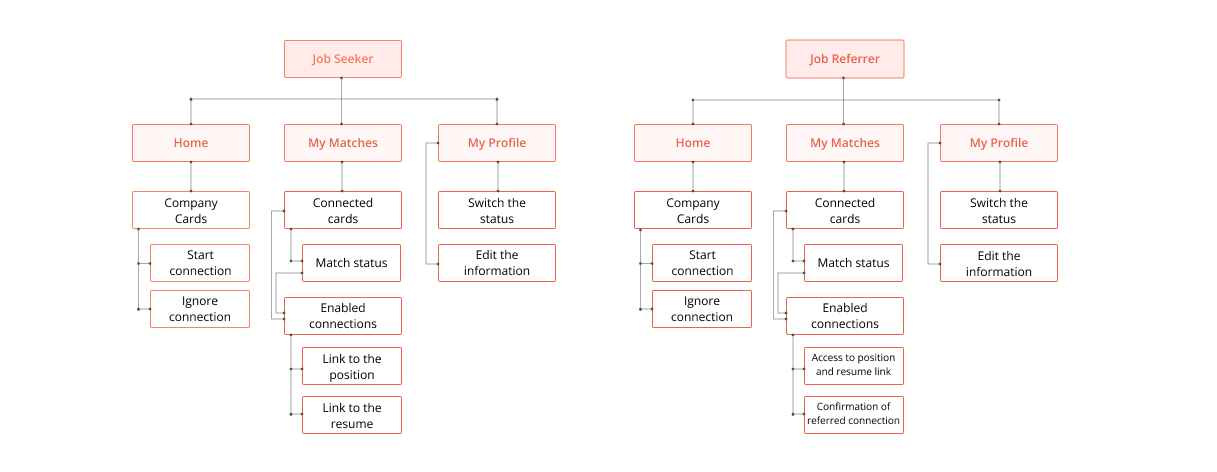 Job Seeker
Home
My Matches
My Profile
Company
Cards
Start
connection
Ignore
connection
Connected
cards
Match status
Enabled
connections
Link to the
position
Link to the
resume
Switch the
status
Edit the
information
Job Referrer
Home
My Matches
My Profile
Company
Cards
Start
connection
Ignore
connection
Connected
cards
Match status
Enabled
connections
Access to position
and resume link
Confirmation of
referred connection
Switch the
status
Edit the
information